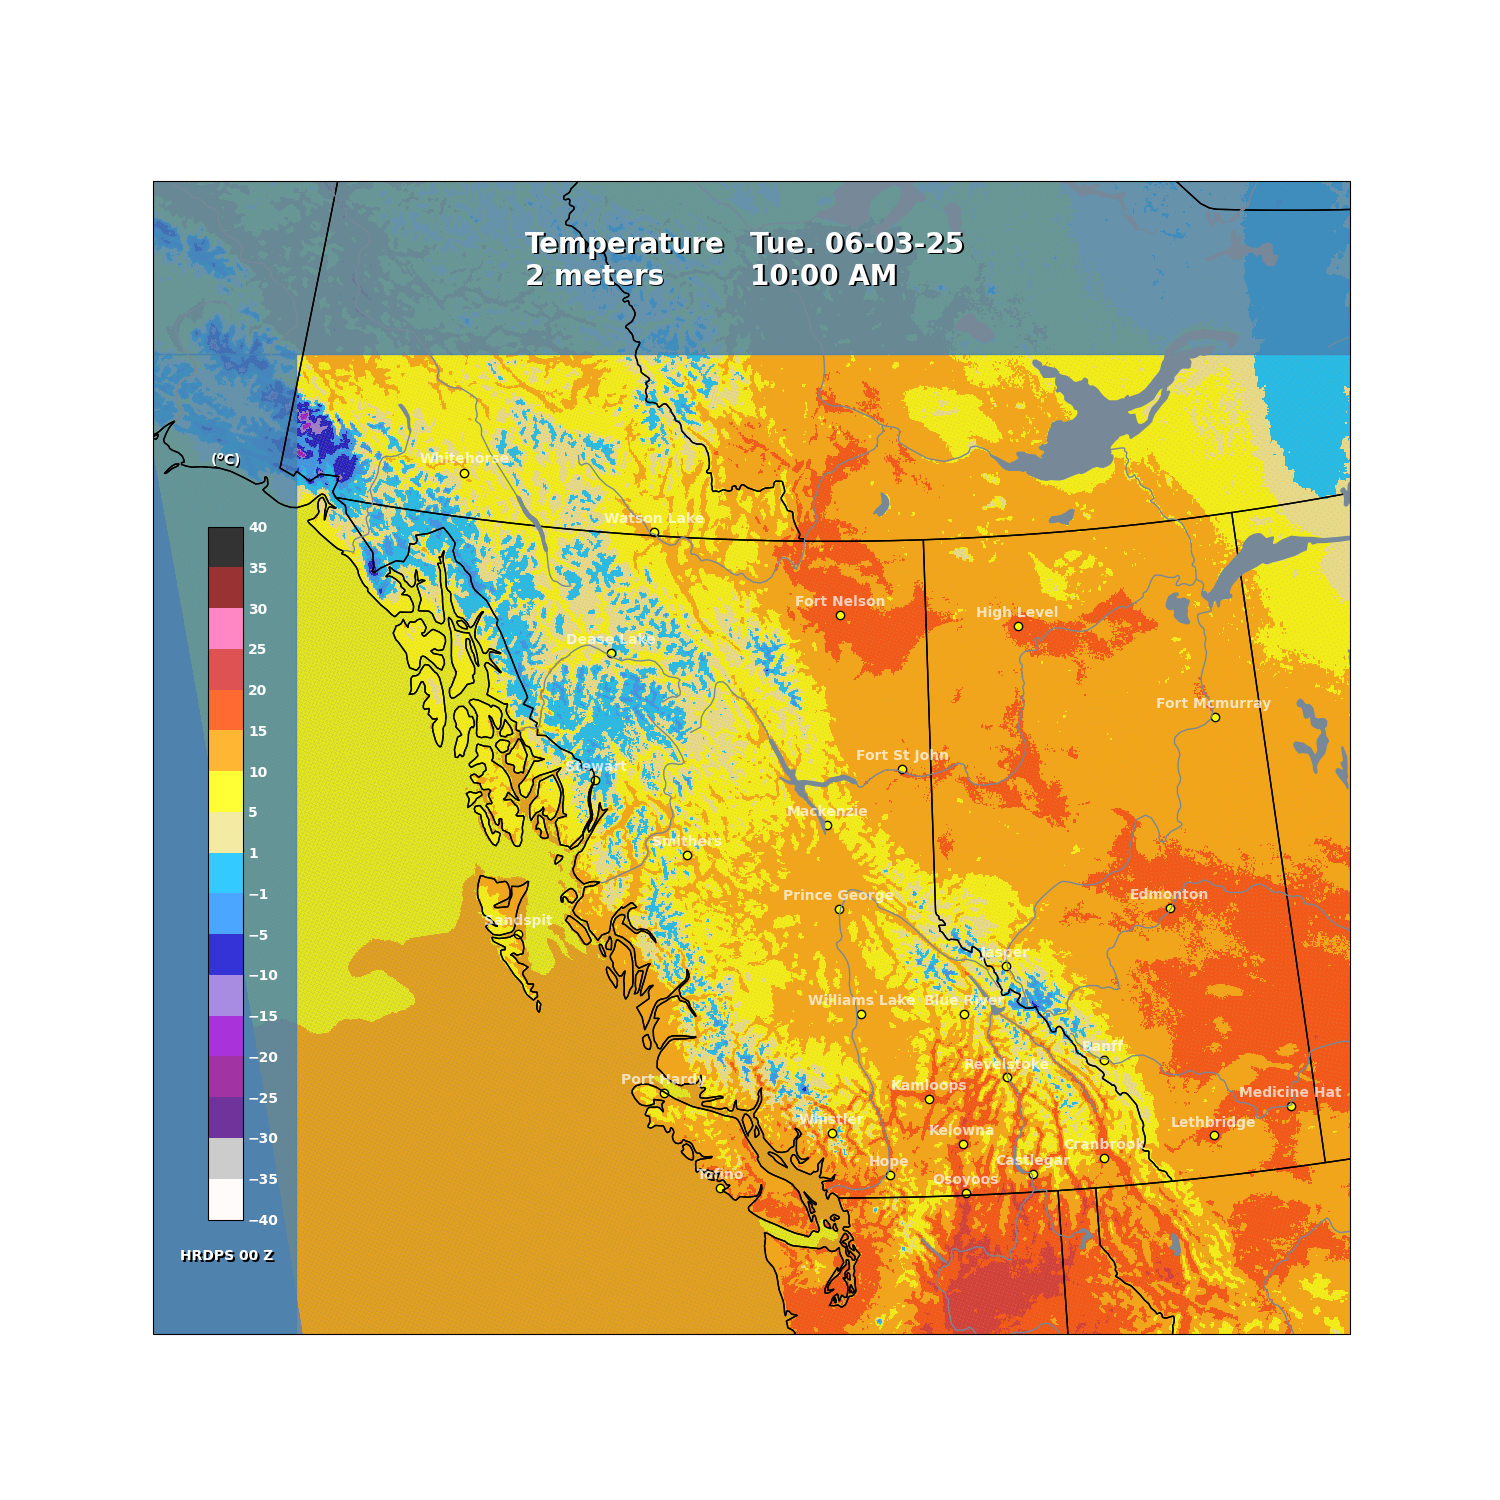 Temperature Tue. 06-03-25
2 meters 10:00 AM
(°C)
Whitehorse
Watson Lake
40
35
30
25
20
15
10
5
1
−1
−5
−10
−15
−20
−25
−30
−35
−40
Fort Nelson
High Level
Dease Lake
Fort Mcmurray
Fort St John
Stewart
Mackenzie
Smithers
Prince George
Edmonton
Sandspit
Jasper
Williams Lake
Blue River
Banff
Revelstoke
Port Hardy
Kamloops
Medicine Hat
Whistler
Lethbridge
Kelowna
Cranbrook
Hope
Castlegar
Tofino
Osoyoos
HRDPS 00 Z